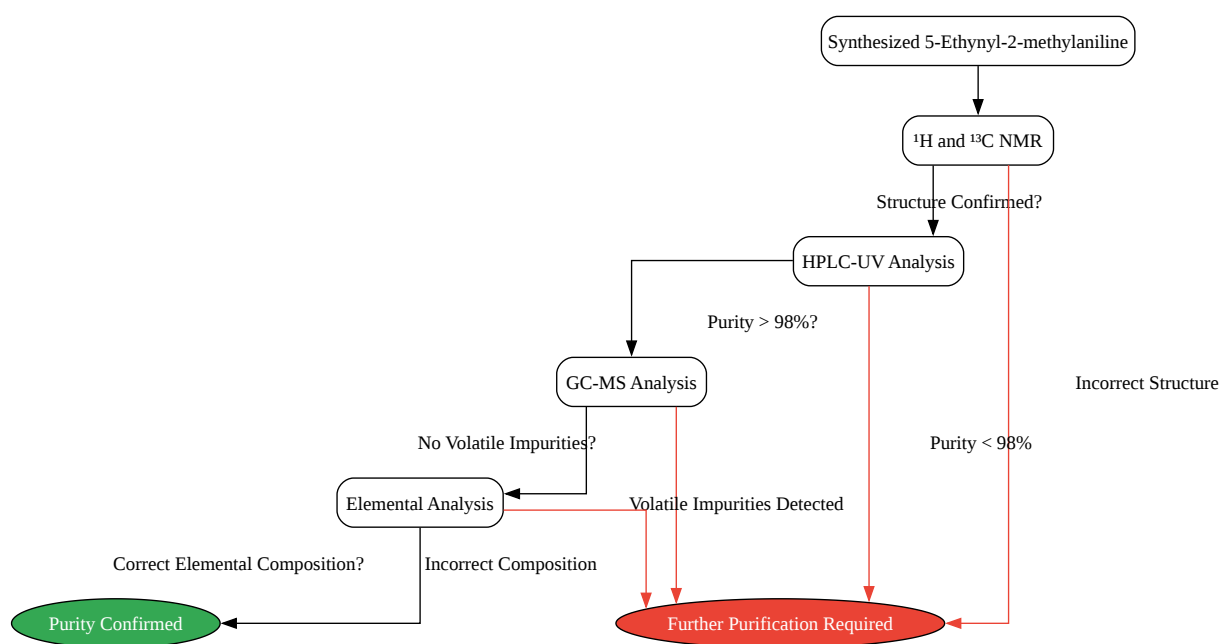 Synthesized 5-Ethynyl-2-methylaniline
¹H and ¹³C NMR
Structure Confirmed?
HPLC-UV Analysis
Purity > 98%?
GC-MS Analysis
Incorrect Structure
No Volatile Impurities?
Purity < 98%
Elemental Analysis
Volatile Impurities Detected
Correct Elemental Composition?
Incorrect Composition
Purity Confirmed
Further Purification Required